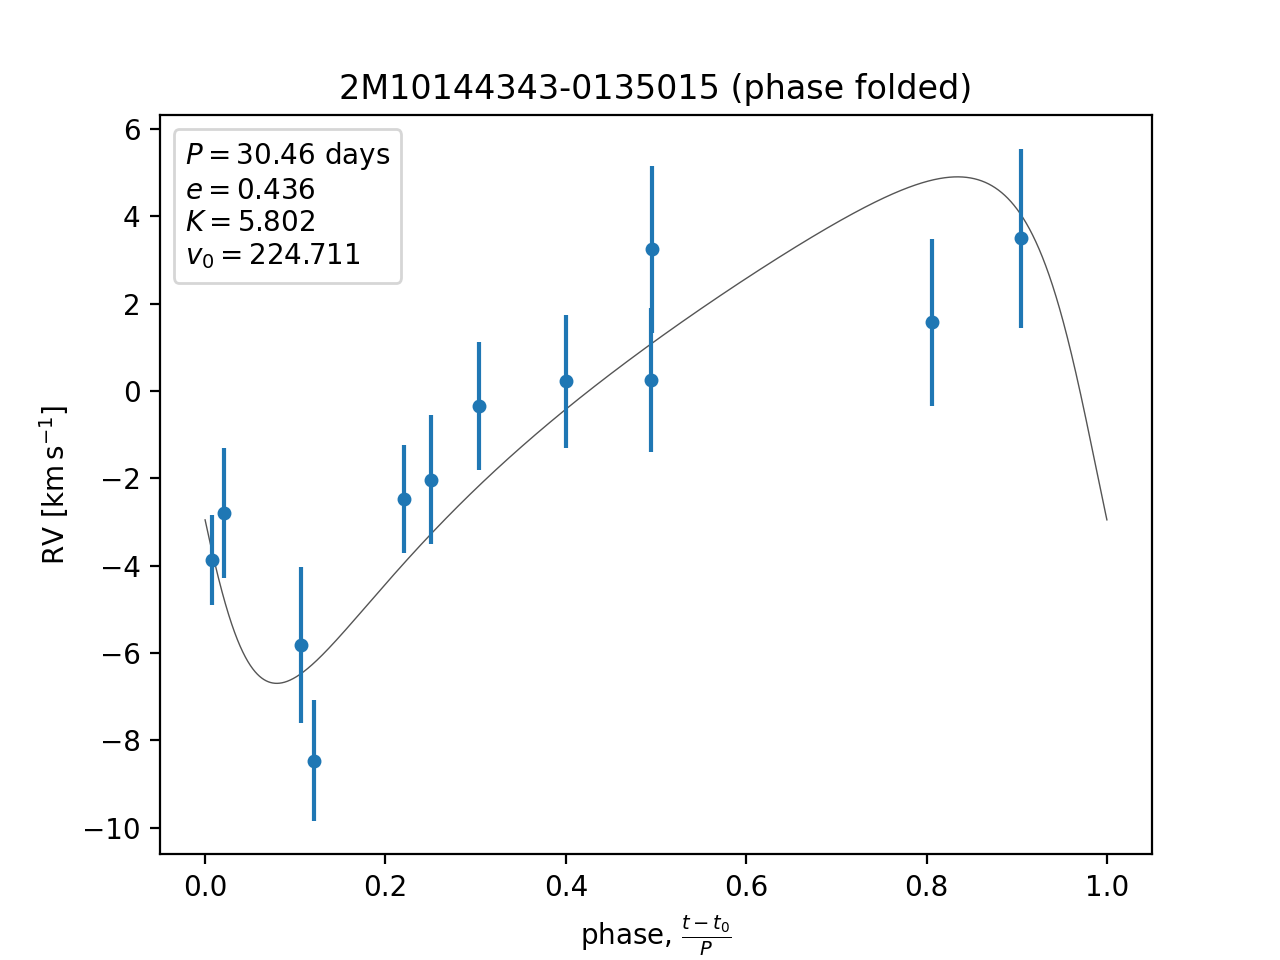 2M10144343-0135015 (phase folded)
P = 30.46 days
e = 0.436
K = 5.802
v₀ = 224.711
6
4
2
0
−2
−4
−6
−8
−10
RV [km s⁻¹]
0.0 0.2 0.4 0.6 0.8 1.0
phase, (t − t₀)/P